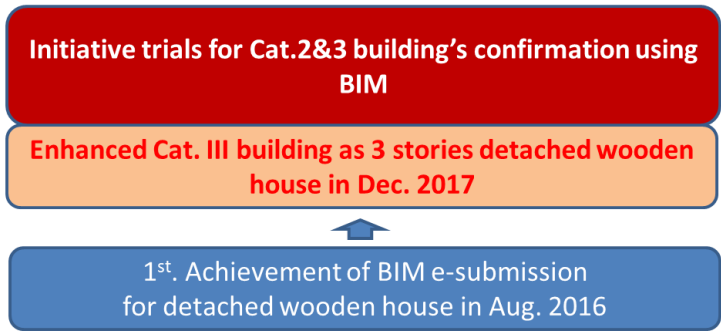 Initiative trials for Cat.2&3 building's confirmation using
BIM
Enhanced Cat. III building as 3 stories detached wooden
house in Dec. 2017
1st. Achievement of BIM e-submission
for detached wooden house in Aug. 2016